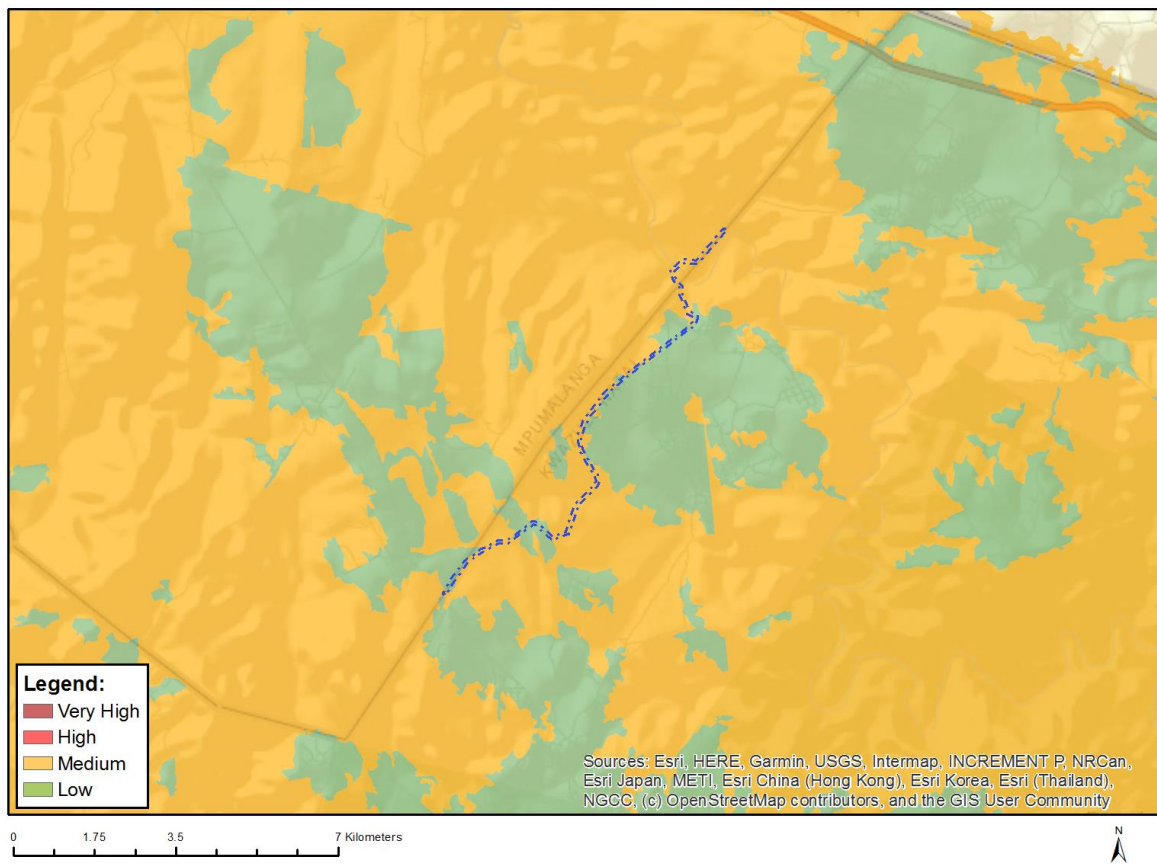 MPUMALANGA
Legend:
Very High
High
Medium
Low
Sources: Esri, HERE, Garmin, USGS, Intermap, INCREMENT P, NRCan,
Esri Japan, METI, Esri China (Hong Kong), Esri Korea, Esri (Thailand),
NGCC, (c) OpenStreetMap contributors, and the GIS User Community
0 1.75 3.5 7 Kilometers
N